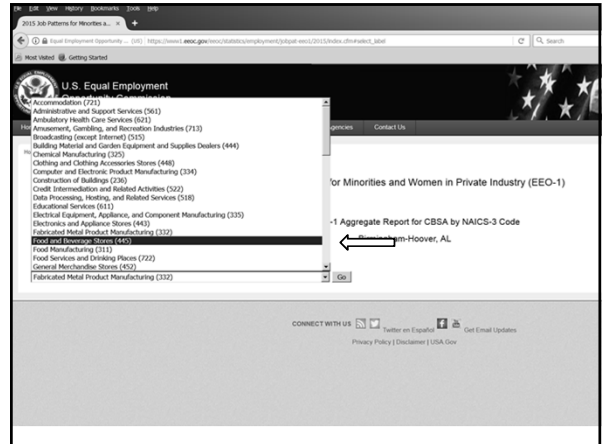 File Edit View History Bookmarks Tools Help
2015 Job Patterns for Minorities a... × +
Equal Employment Opportunity ... (US) https://www1.eeoc.gov/eeoc/statistics/employment/jobpat-eeo1/2015/index.cfm#select_label Search
Most Visited Getting Started
U.S. Equal Employment
Opportunity Commission
Agencies Contact Us
Accommodation (721)
Administrative and Support Services (561)
Ambulatory Health Care Services (621)
Amusement, Gambling, and Recreation Industries (713)
Broadcasting (except Internet) (515)
Building Material and Garden Equipment and Supplies Dealers (444)
Chemical Manufacturing (325)
Clothing and Clothing Accessories Stores (448)
Computer and Electronic Product Manufacturing (334)
Construction of Buildings (236)
Credit Intermediation and Related Activities (522)
Data Processing, Hosting, and Related Services (518)
Educational Services (611)
Electrical Equipment, Appliance, and Component Manufacturing (335)
Electronics and Appliance Stores (443)
Fabricated Metal Product Manufacturing (332)
Food and Beverage Stores (445)
Food Manufacturing (311)
Food Services and Drinking Places (722)
General Merchandise Stores (452)
Fabricated Metal Product Manufacturing (332) Go
for Minorities and Women in Private Industry (EEO-1)
-1 Aggregate Report for CBSA by NAICS-3 Code
Birmingham-Hoover, AL
CONNECT WITH US Twitter en Español Get Email Updates
Privacy Policy | Disclaimer | USA.Gov